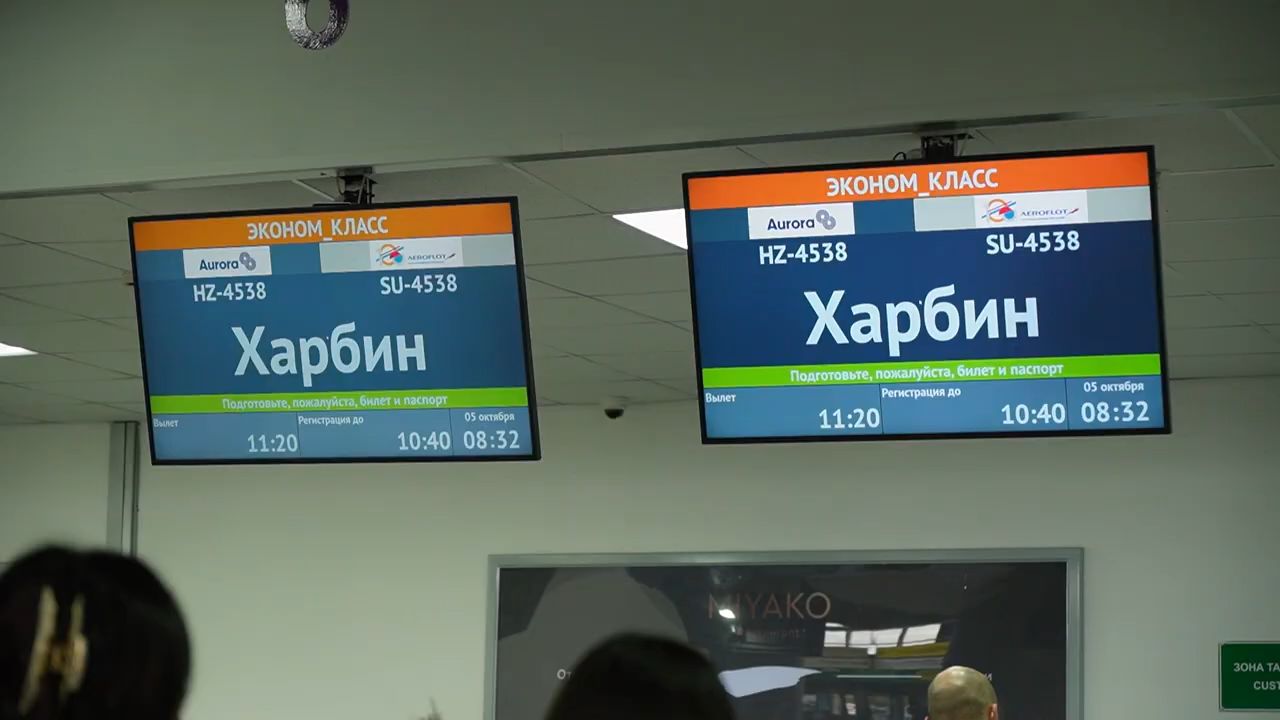 ЭКОНОМ_КЛАСС
Aurora AEROFLOT
HZ-4538 SU-4538
Харбин
Подготовьте, пожалуйста, билет и паспорт
Вылет Регистрация до 05 октября
11:20 10:40 08:32
ЭКОНОМ_КЛАСС
Aurora AEROFLOT
HZ-4538 SU-4538
Харбин
Подготовьте, пожалуйста, билет и паспорт
Вылет Регистрация до 05 октября
11:20 10:40 08:32
MIYAKO
ЗОНА